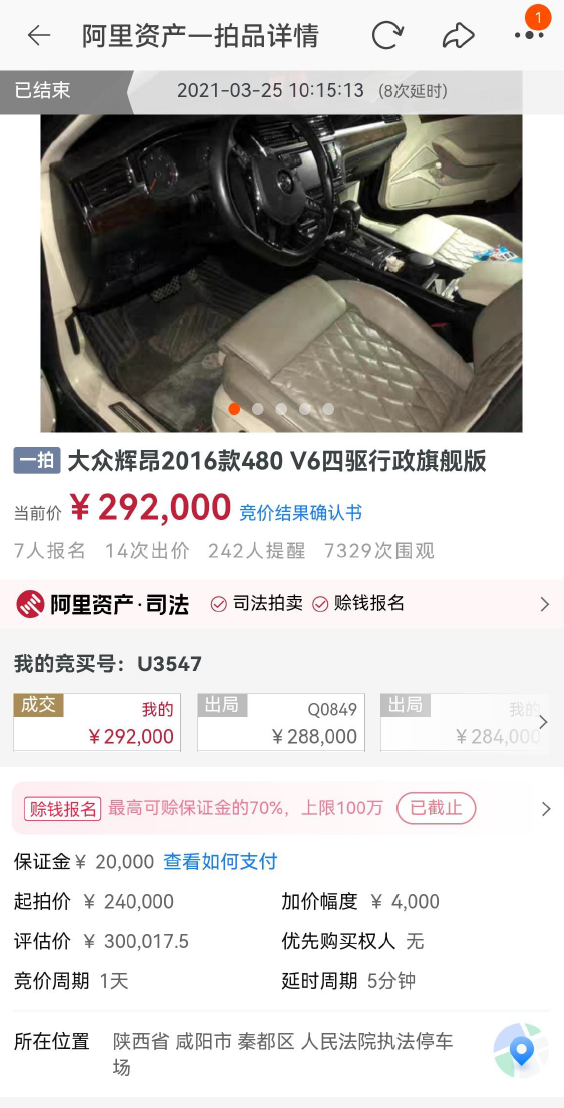 阿里资产一拍品详情
1
已结束
2021-03-25 10:15:13 (8次延时)
一拍 大众辉昂2016款480 V6四驱行政旗舰版
当前价 ¥292,000 竞价结果确认书
7人报名 14次出价 242人提醒 7329次围观
阿里资产·司法 司法拍卖 赊钱报名
我的竞买号：U3547
成交 我的 ¥292,000
出局 Q0849 ¥288,000
出局 我的 ¥284,000
赊钱报名 最高可赊保证金的70%，上限100万 已截止
保证金 ¥ 20,000 查看如何支付
起拍价 ¥ 240,000 加价幅度 ¥ 4,000
评估价 ¥ 300,017.5 优先购买权人 无
竞价周期 1天 延时周期 5分钟
所在位置 陕西省 咸阳市 秦都区 人民法院执法停车
场